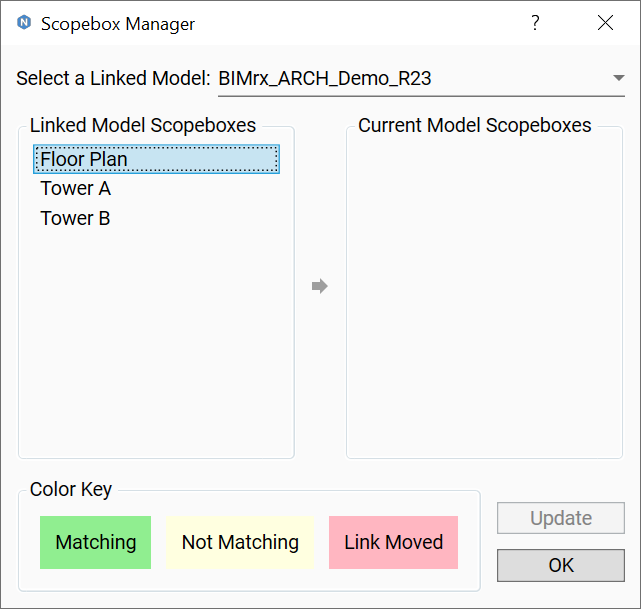 Scopebox Manager
?
Select a Linked Model: BIMrx_ARCH_Demo_R23
Linked Model Scopeboxes
Floor Plan
Tower A
Tower B
Current Model Scopeboxes
Color Key
Matching
Not Matching
Link Moved
Update
OK